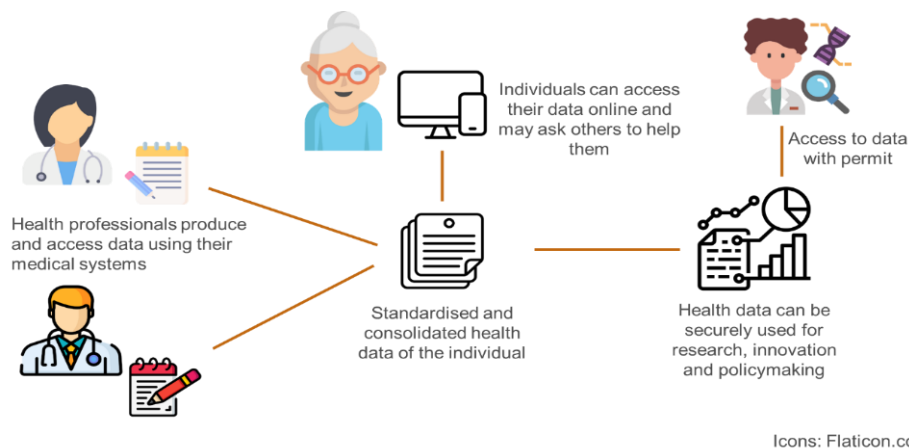 Individuals can access
their data online and
may ask others to help
them
Access to data
with permit
Health professionals produce
and access data using their
medical systems
Standardised and
consolidated health
data of the individual
Health data can be
securely used for
research, innovation
and policymaking
Icons: Flaticon.co